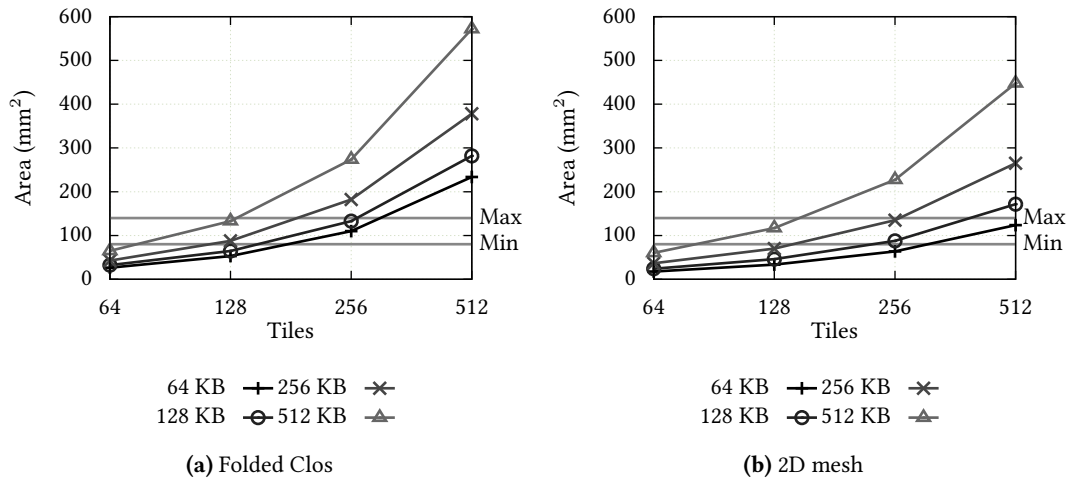 600
500
400
300
200
100
0
Area (mm²)
64 128 256 512
Tiles
Max
Min
64 KB 256 KB
128 KB 512 KB
(a) Folded Clos
600
500
400
300
200
100
0
Area (mm²)
64 128 256 512
Tiles
Max
Min
64 KB 256 KB
128 KB 512 KB
(b) 2D mesh